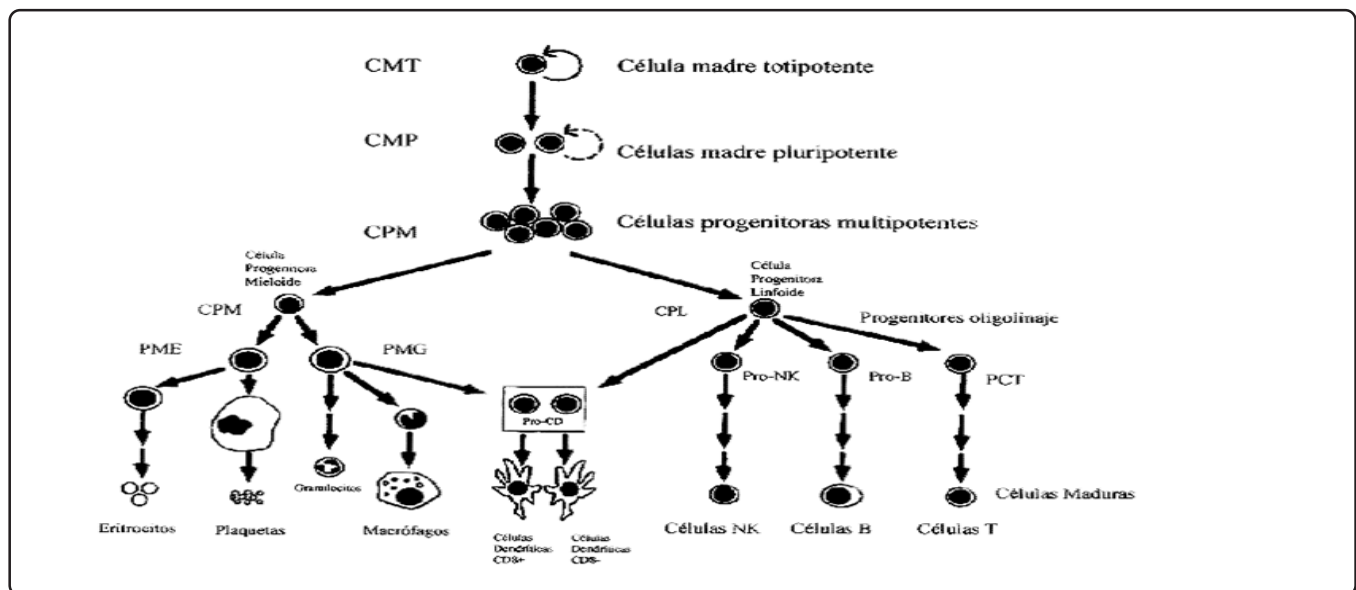 CMT
Célula madre totipotente
CMP
Células madre pluripotente
CPM
Células progenitoras multipotentes
Célula
Progenitora
Mieloide
Célula
Progenitora
Linfoide
CPM
CPL
Progenitores oligolinaje
PME
PMG
Pro-NK
Pro-B
PCT
Pro-CD
Granulocitos
Células Maduras
Eritrocitos
Plaquetas
Macrófagos
Células
Dendríticas
CD8+
Células
Dendríticas
CD8-
Células NK
Células B
Células T